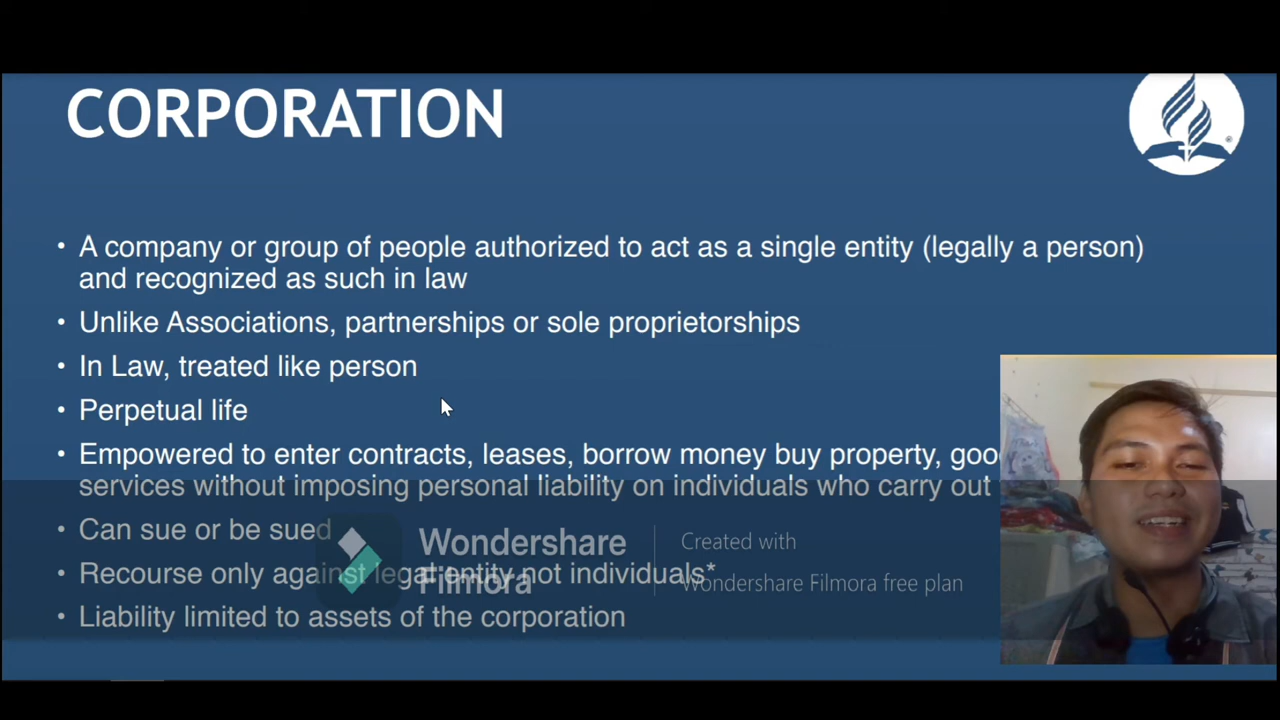 CORPORATION
®
• A company or group of people authorized to act as a single entity (legally a person)
and recognized as such in law
• Unlike Associations, partnerships or sole proprietorships
• In Law, treated like person
• Perpetual life
• Empowered to enter contracts, leases, borrow money buy property,
services without imposing personal liability on individuals who carry out
• Can sue or be sued
• Recourse only against legal entity not individuals*
• Liability limited to assets of the corporation
Wondershare
Filmora
Created with
Wondershare Filmora free plan